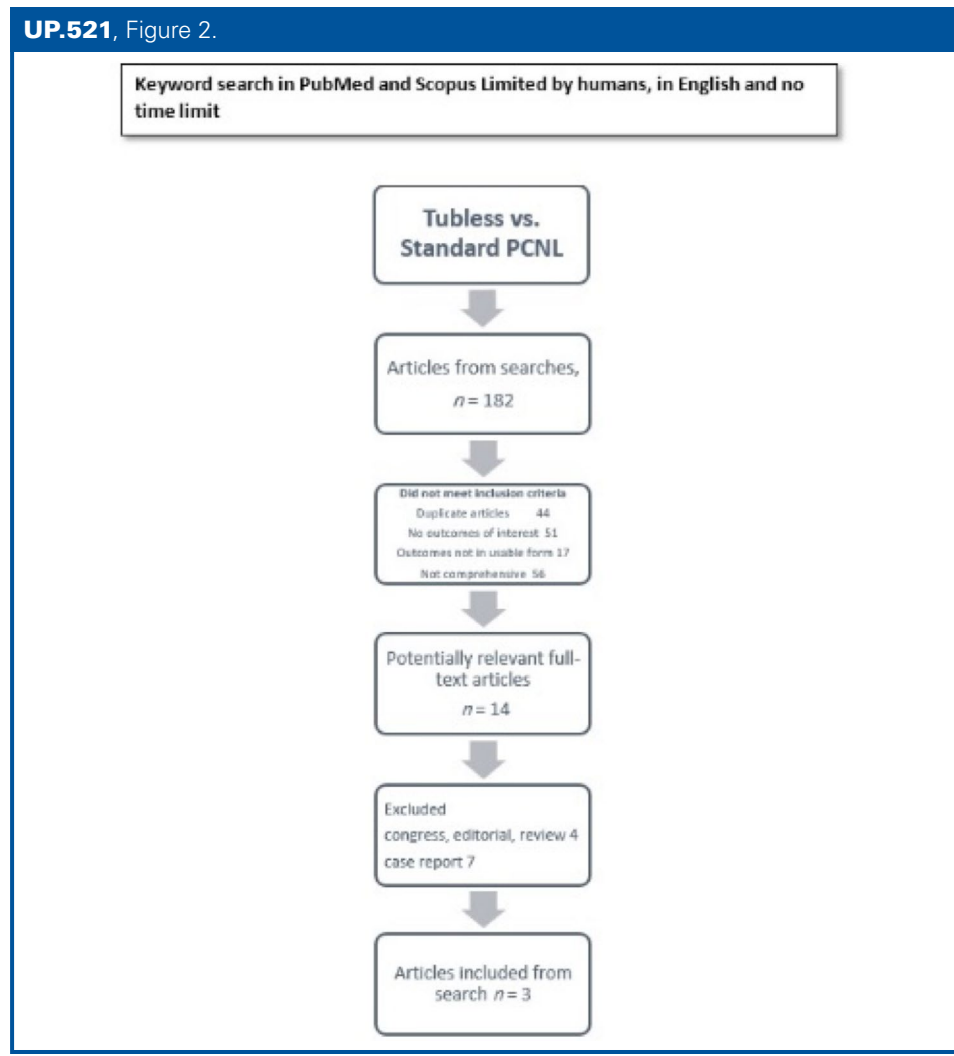 UP.521, Figure 2.
Keyword search in PubMed and Scopus Limited by humans, in English and no
time limit
Tubless vs.
Standard PCNL
Articles from searches,
n = 182
Did not meet inclusion criteria
Duplicate articles 44
No outcomes of interest 51
Outcomes not in usable form 17
Not comprehensive 56
Potentially relevant full-
text articles
n = 14
Excluded
congress, editorial, review 4
case report 7
Articles included from
search n = 3